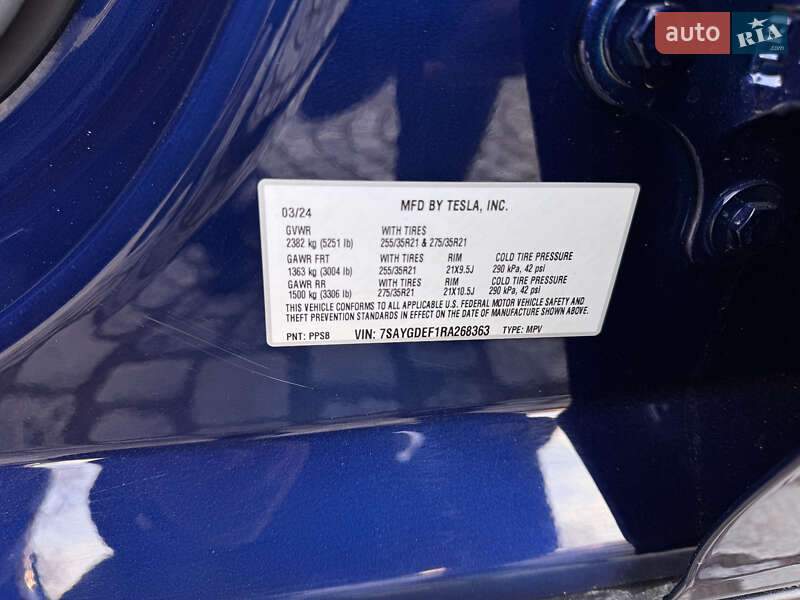 auto RIA
.com
03/24 MFD BY TESLA, INC.
GVWR WITH TIRES
2382 kg (5251 lb) 255/35R21 & 275/35R21
GAWR FRT WITH TIRES RIM COLD TIRE PRESSURE
1363 kg (3004 lb) 255/35R21 21X9.5J 290 kPa, 42 psi
GAWR RR WITH TIRES RIM COLD TIRE PRESSURE
1500 kg (3306 lb) 275/35R21 21X10.5J 290 kPa, 42 psi
THIS VEHICLE CONFORMS TO ALL APPLICABLE U.S. FEDERAL MOTOR VEHICLE SAFETY AND
THEFT PREVENTION STANDARDS IN EFFECT ON THE DATE OF MANUFACTURE SHOWN ABOVE.
PNT: PPSB VIN: 7SAYGDEF1RA268363 TYPE: MPV